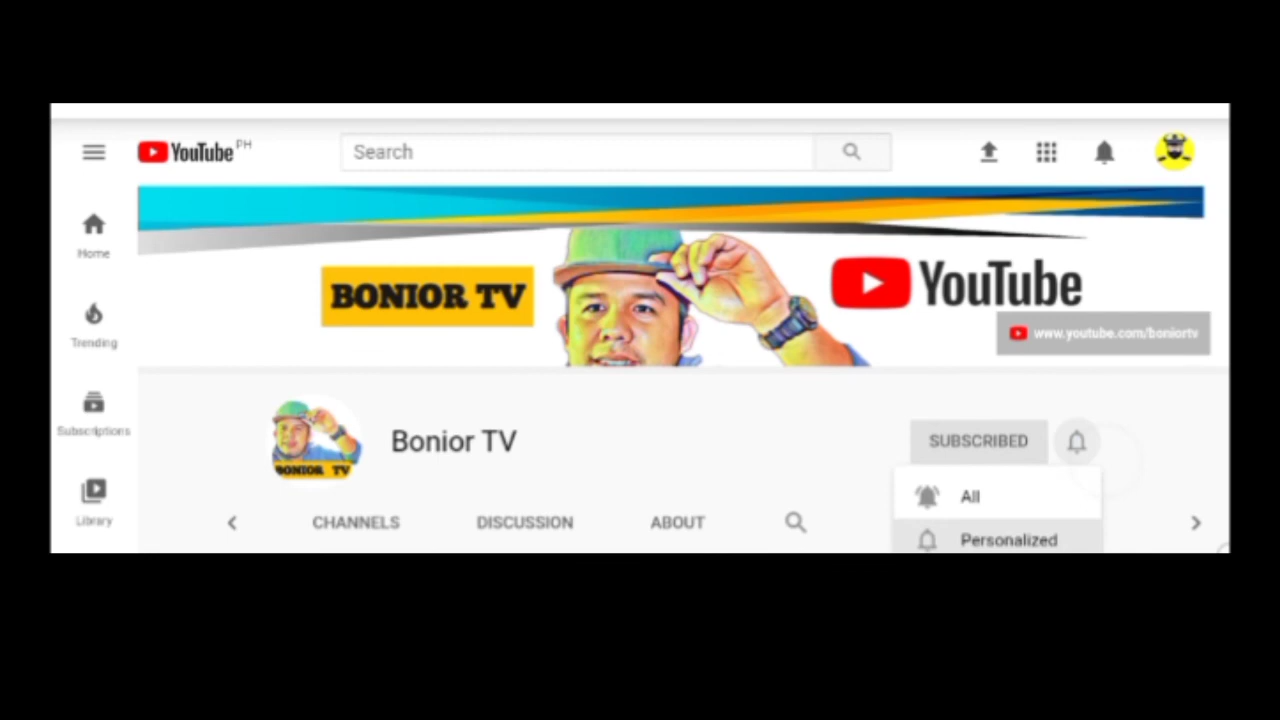 YouTube PH
Search
Home
Trending
Subscriptions
Library
BONIOR TV
YouTube
www.youtube.com/boniortv
BONIOR TV
Bonior TV
SUBSCRIBED
All
Personalized
CHANNELS DISCUSSION ABOUT